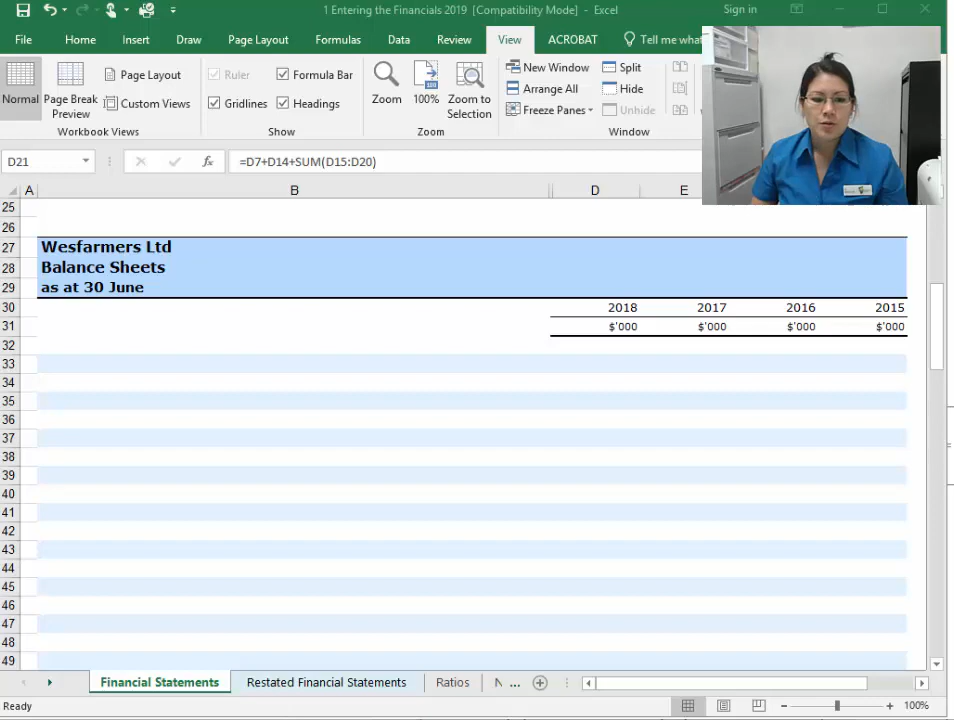 1 Entering the Financials 2019 [Compatibility Mode] - Excel
Sign in
File Home Insert Draw Page Layout Formulas Data Review View ACROBAT Tell me what
Normal
Page Break
Preview
Page Layout
Custom Views
Workbook Views
Ruler
Formula Bar
Gridlines
Headings
Show
Zoom
100%
Zoom to
Selection
Zoom
New Window
Arrange All
Freeze Panes
Split
Hide
Unhide
Window
D21 fx =D7+D14+SUM(D15:D20)
A B D E
25
26
27 Wesfarmers Ltd
28 Balance Sheets
29 as at 30 June
30 2018 2017 2016 2015
31 $'000 $'000 $'000 $'000
32
33
34
35
36
37
38
39
40
41
42
43
44
45
46
47
48
49
Financial Statements Restated Financial Statements Ratios ...
Ready
100%